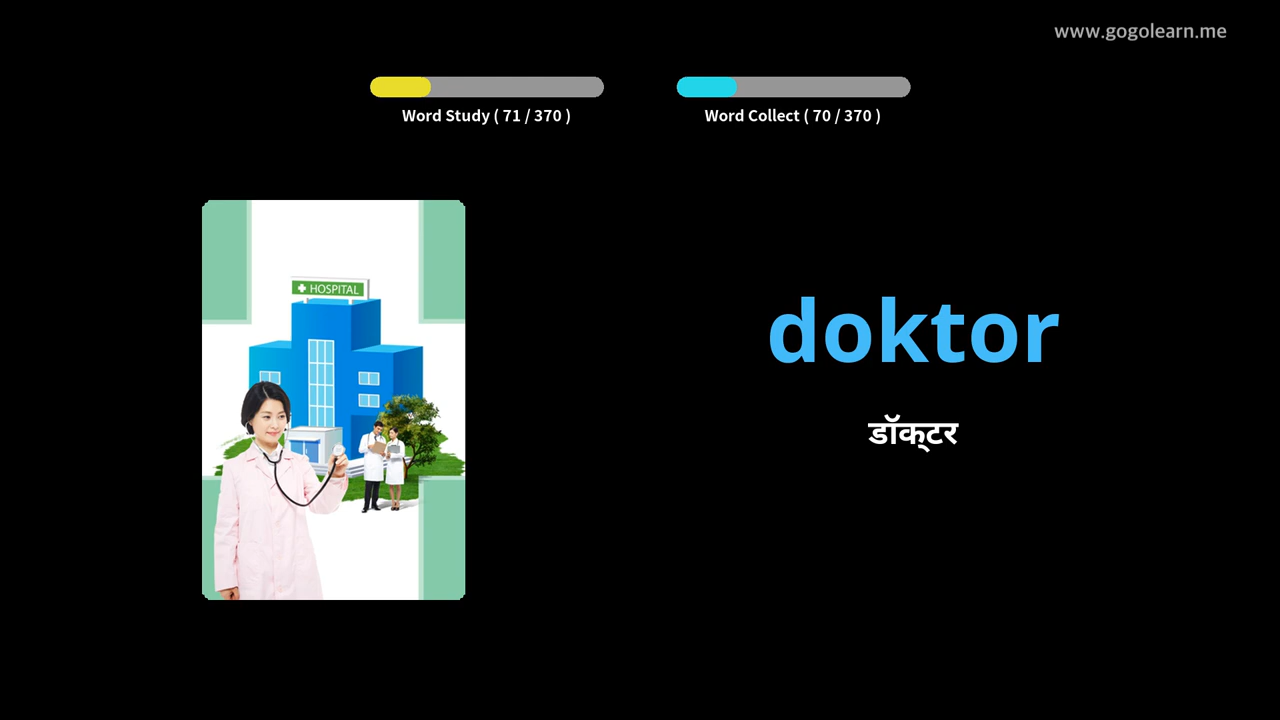 www.gogolearn.me
Word Study ( 71 / 370 )
Word Collect ( 70 / 370 )
HOSPITAL
doktor
डॉक्टर